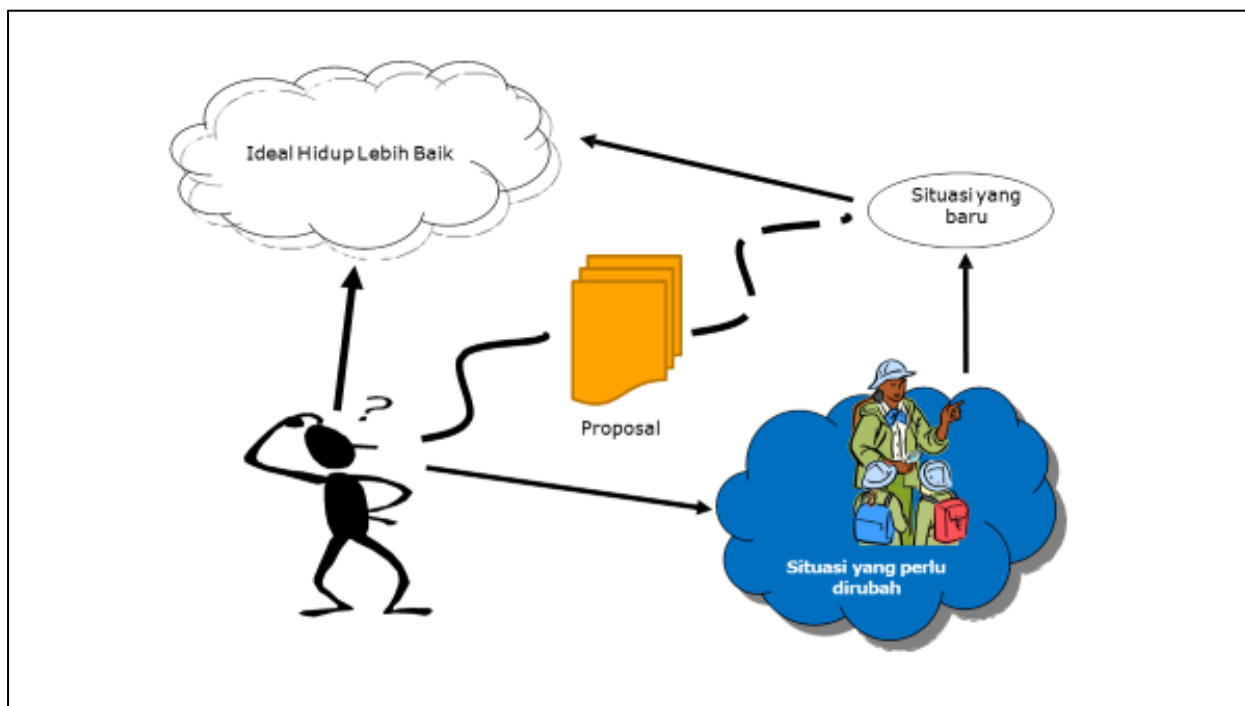 Ideal Hidup Lebih Baik
Situasi yang
baru
?
Proposal
Situasi yang perlu
dirubah